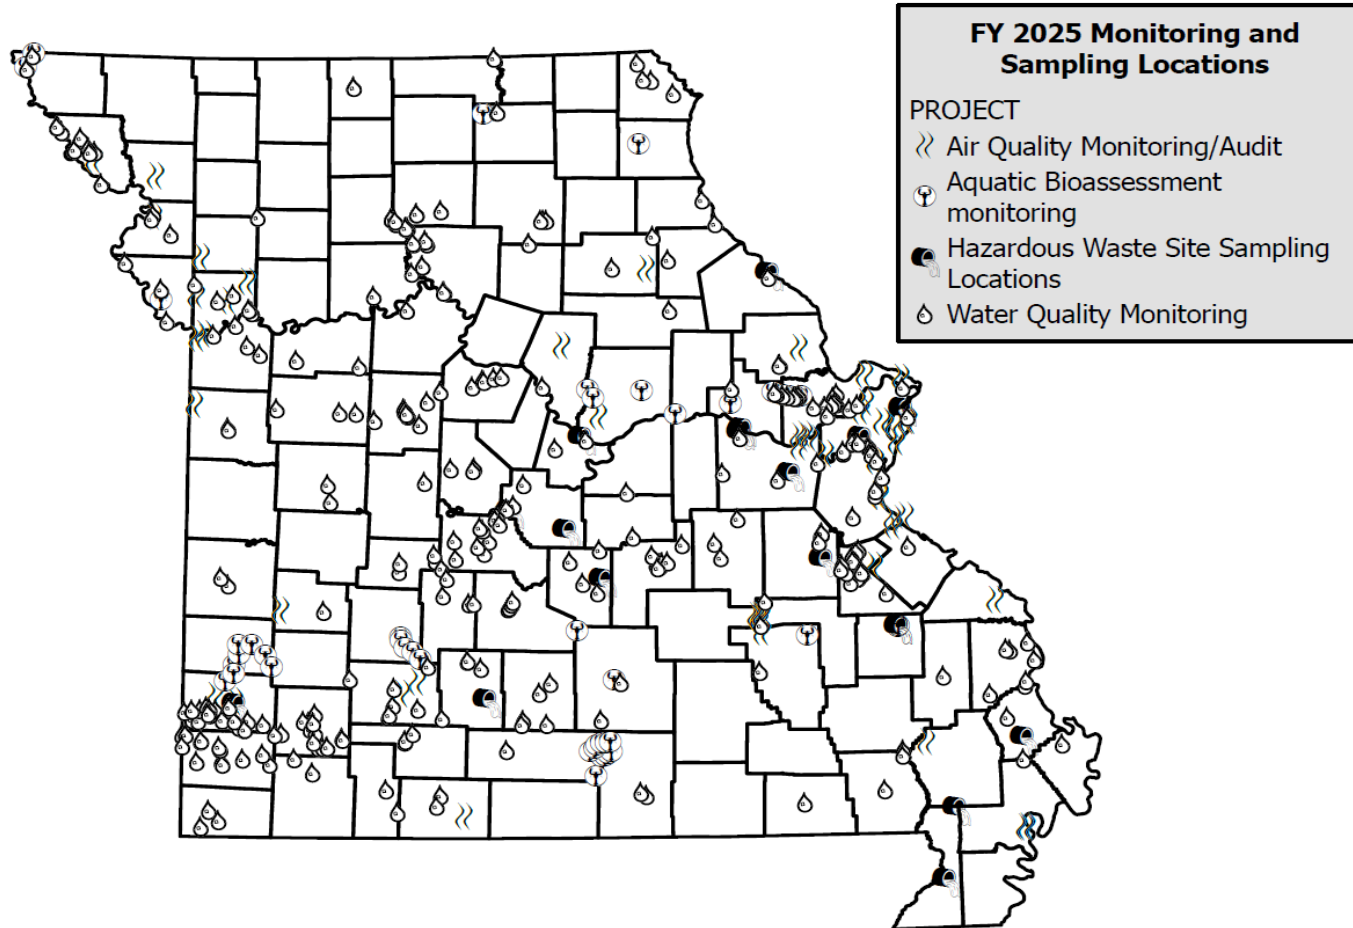 FY 2025 Monitoring and
Sampling Locations
PROJECT
Air Quality Monitoring/Audit
Aquatic Bioassessment
monitoring
Hazardous Waste Site Sampling
Locations
Water Quality Monitoring